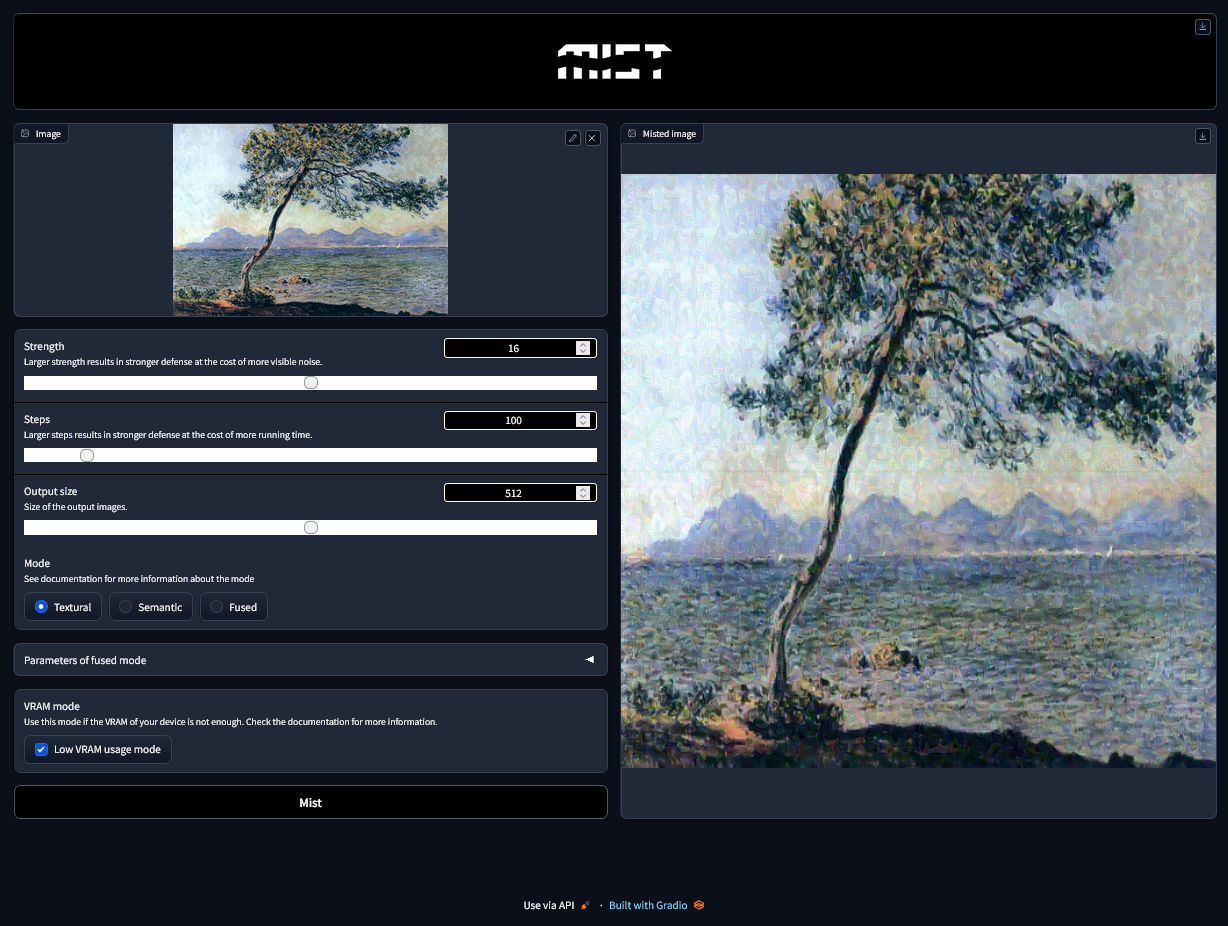 MIST
Image
Misted image
Strength
16
Larger strength results in stronger defense at the cost of more visible noise.
Steps
100
Larger steps results in stronger defense at the cost of more running time.
Output size
512
Size of the output images.
Mode
See documentation for more information about the mode
Textural Semantic Fused
Parameters of fused mode
VRAM mode
Use this mode if the VRAM of your device is not enough. Check the documentation for more information.
Low VRAM usage mode
Mist
Use via API · Built with Gradio